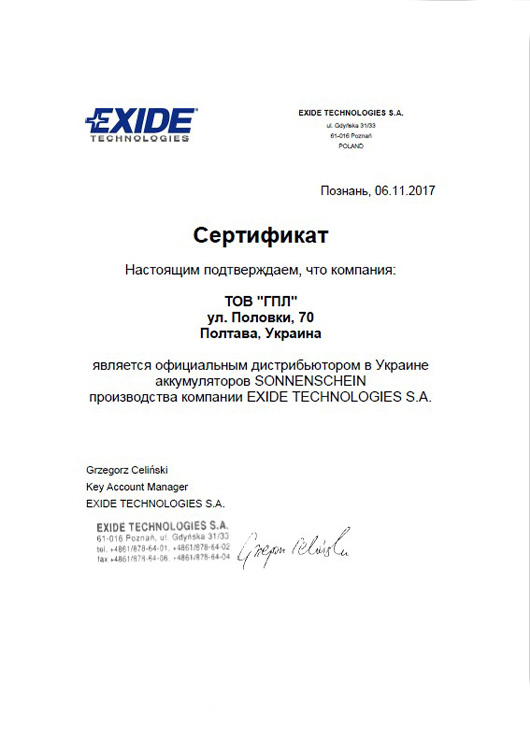 EXIDE
TECHNOLOGIES
EXIDE TECHNOLOGIES S.A.
ul. Gdyńska 31/33
61-016 Poznań
POLAND
Познань, 06.11.2017
Сертификат
Настоящим подтверждаем, что компания:
ТОВ "ГПЛ"
ул. Половки, 70
Полтава, Украина
является официальным дистрибьютором в Украине
аккумуляторов SONNENSCHEIN
производства компании EXIDE TECHNOLOGIES S.A.
Grzegorz Celiński
Key Account Manager
EXIDE TECHNOLOGIES S.A.
EXIDE TECHNOLOGIES S.A.
61-016 Poznań, ul. Gdyńska 31/33
tel. +4861/878-64-01, +4861/878-64-02
fax +4861/878-64-06, +4861/878-64-04
Grzegorz Celiński